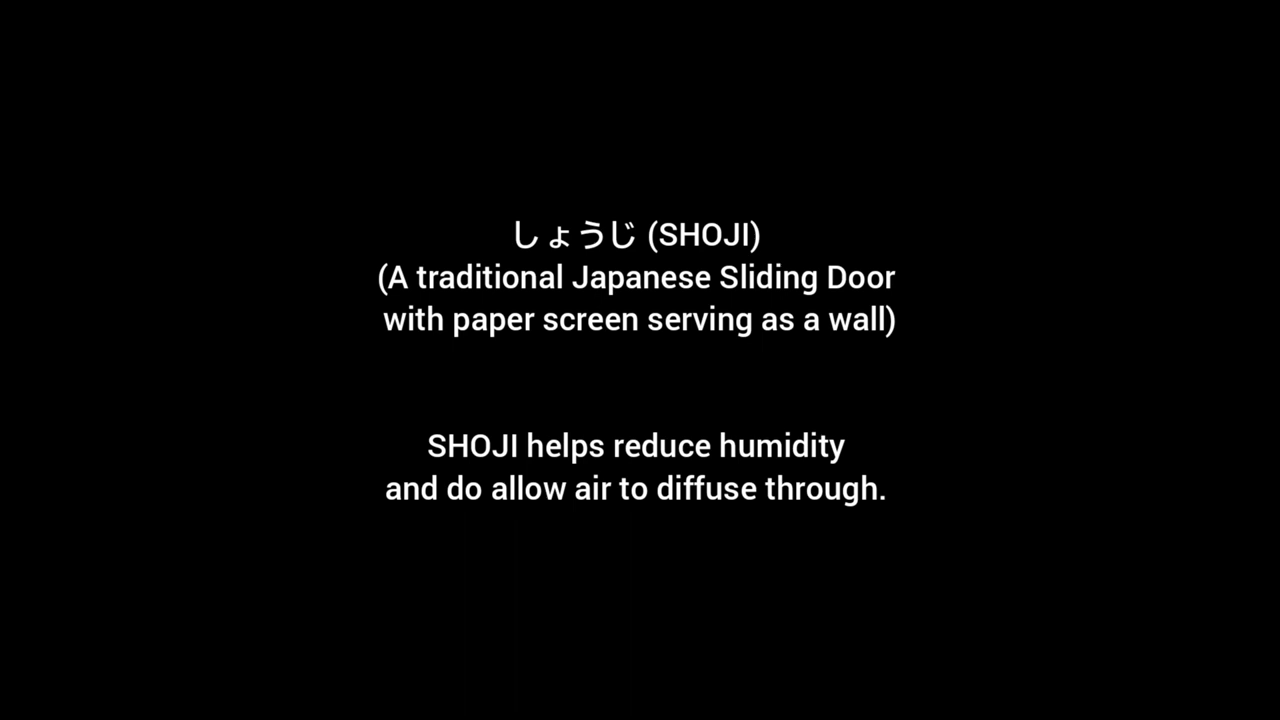 しょうじ (SHOJI)
(A traditional Japanese Sliding Door
with paper screen serving as a wall)
SHOJI helps reduce humidity
and do allow air to diffuse through.